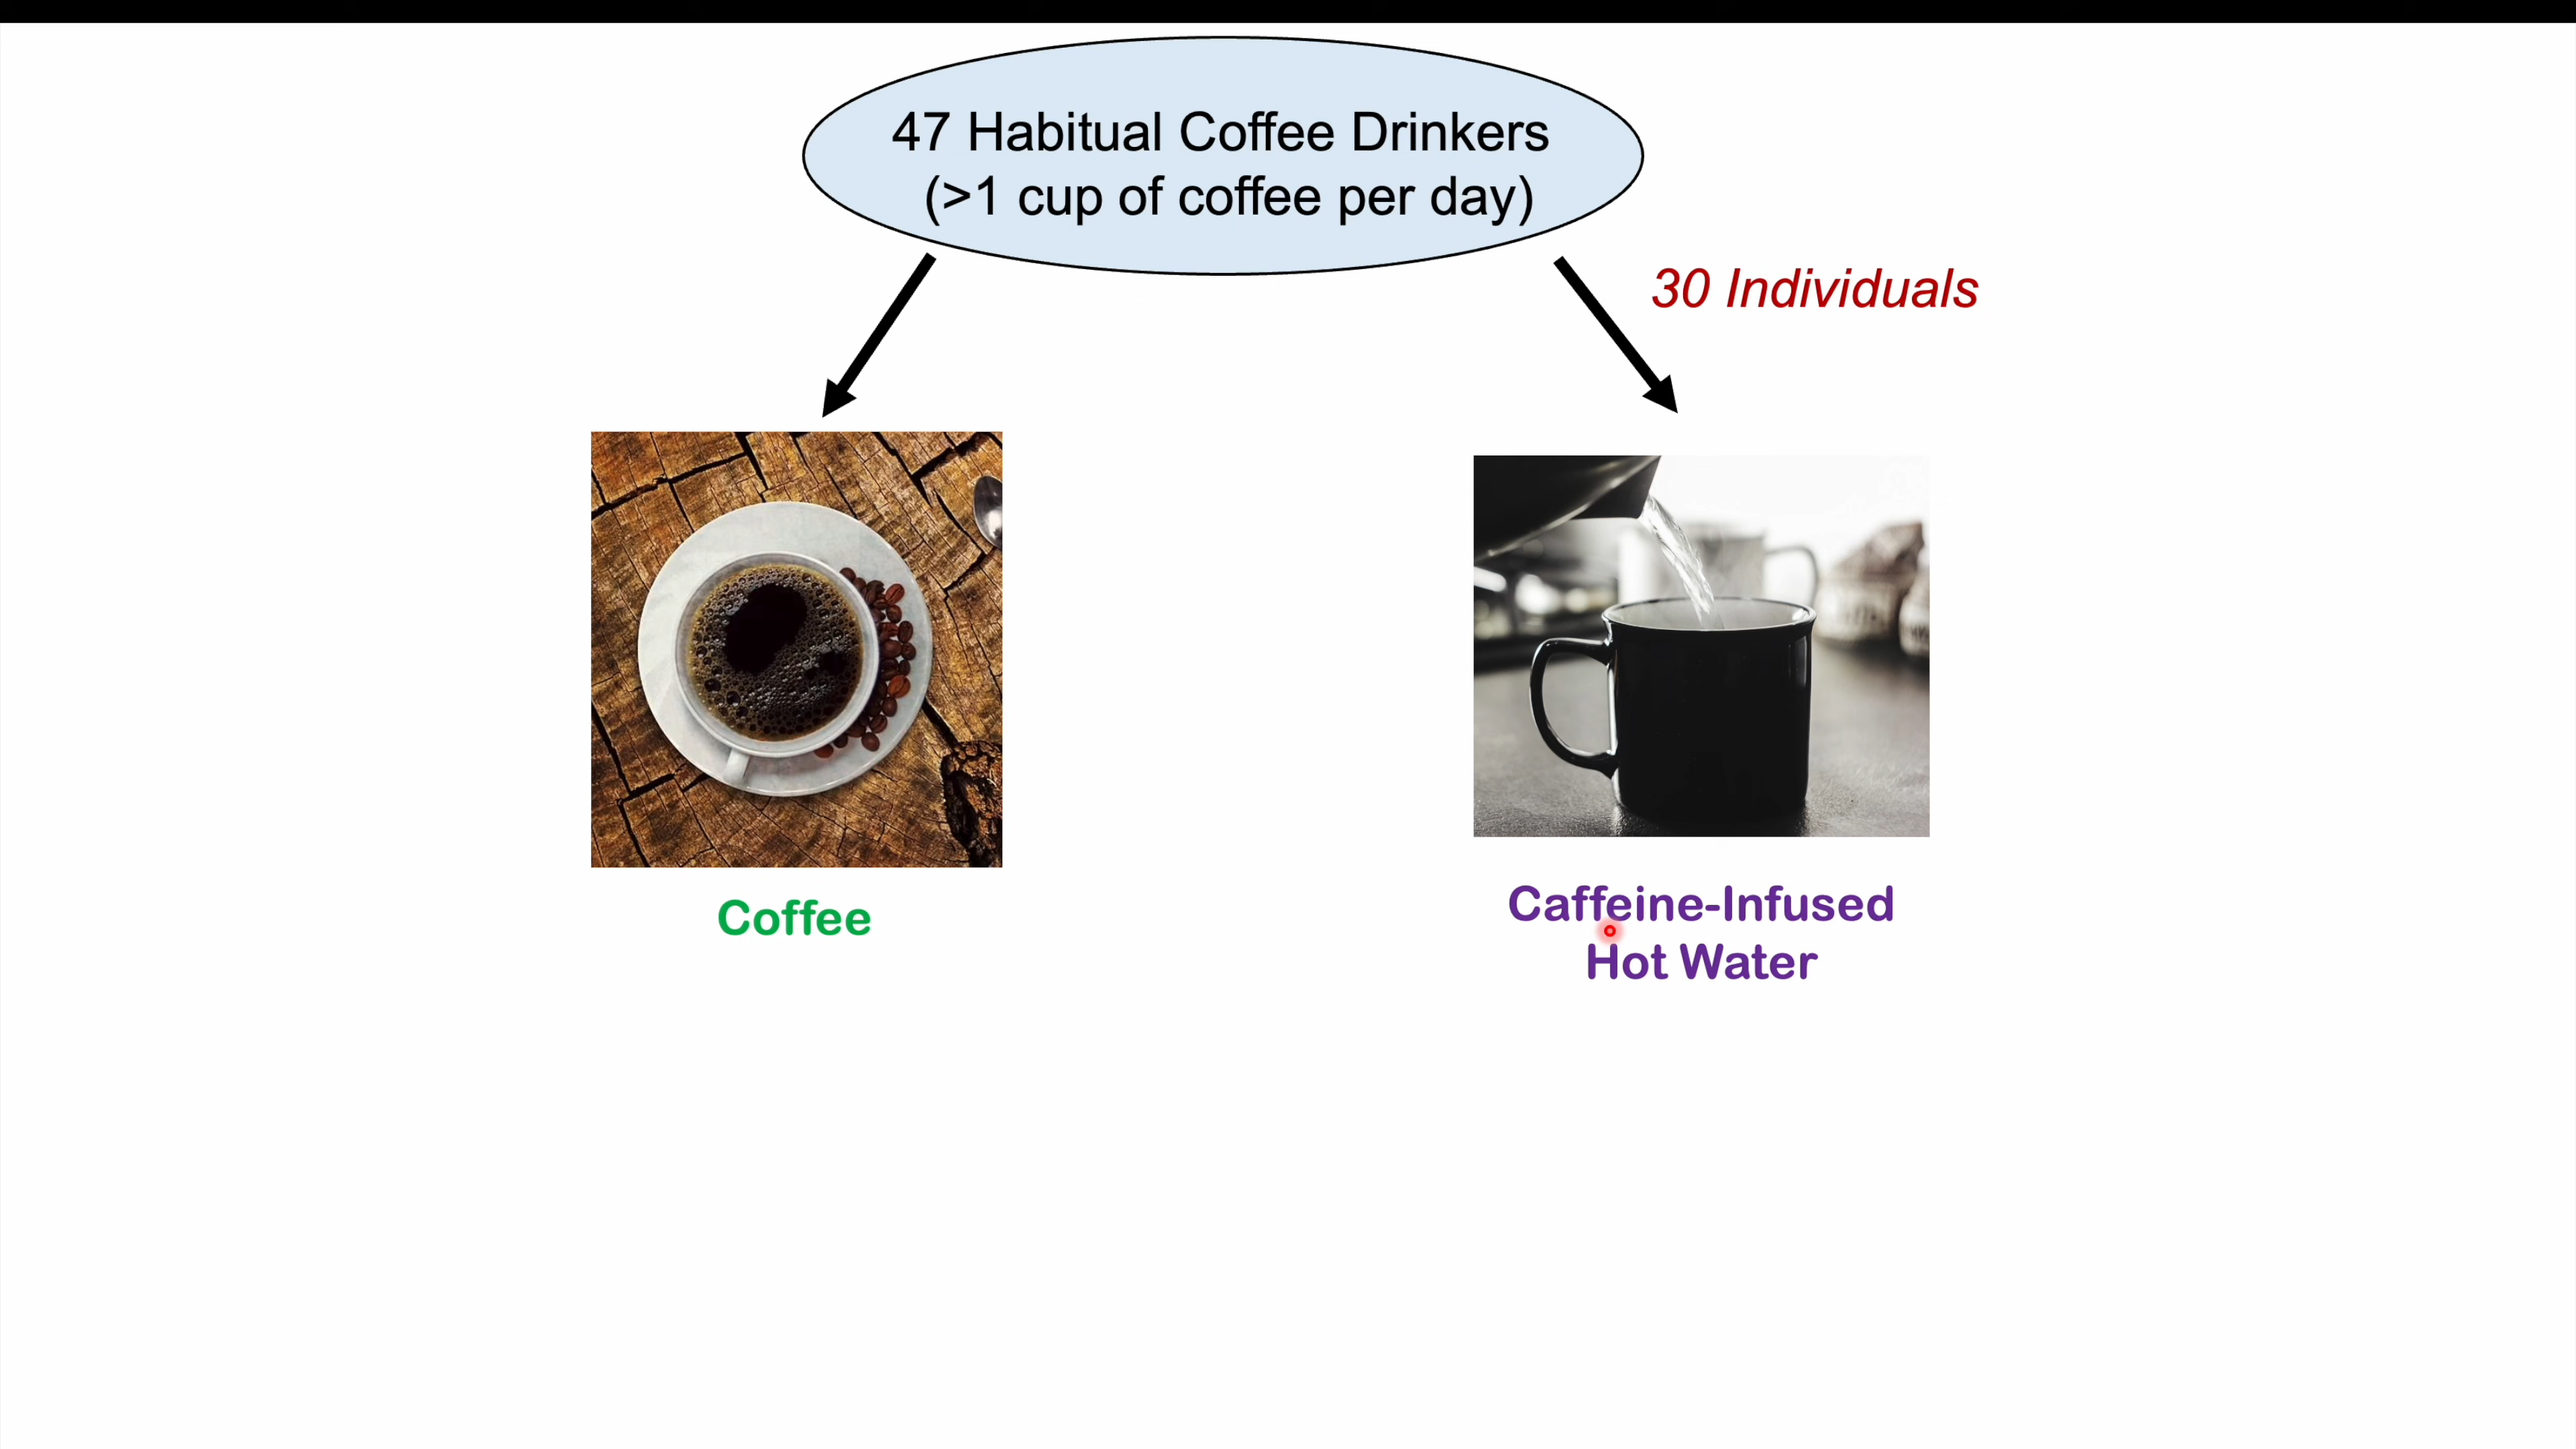 47 Habitual Coffee Drinkers
(>1 cup of coffee per day)
30 Individuals
Coffee
Caffeine-Infused
Hot Water